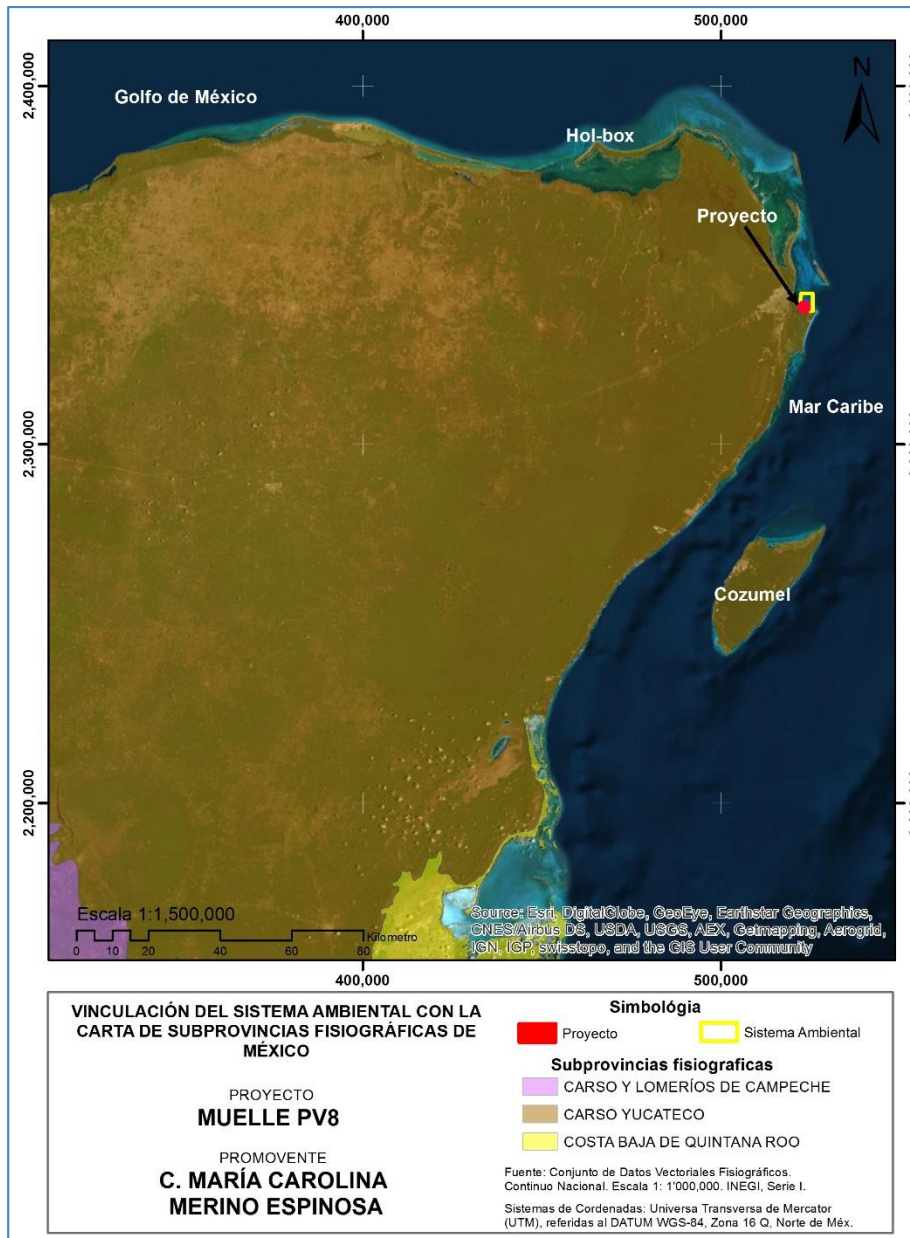 400,000
500,000
2,400,000
Golfo de México
N
Hol-box
Proyecto
2,300,000
Mar Caribe
Cozumel
2,200,000
Escala 1:1,500,000
Kilometro
0 10 20 40 60 80
Source: Esri, DigitalGlobe, GeoEye, Earthstar Geographics,
CNES/Airbus DS, USDA, USGS, AEX, Getmapping, Aerogrid,
IGN, IGP, swisstopo, and the GIS User Community
400,000
500,000
VINCULACIÓN DEL SISTEMA AMBIENTAL CON LA
CARTA DE SUBPROVINCIAS FISIOGRÁFICAS DE
MÉXICO
PROYECTO
MUELLE PV8
PROMOVENTE
C. MARÍA CAROLINA
MERINO ESPINOSA
Simbológia
Proyecto
Sistema Ambiental
Subprovincias fisiograficas
CARSO Y LOMERÍOS DE CAMPECHE
CARSO YUCATECO
COSTA BAJA DE QUINTANA ROO
Fuente: Conjunto de Datos Vectoriales Fisiográficos.
Continuo Nacional. Escala 1: 1'000,000. INEGI, Serie I.
Sistemas de Cordenadas: Universa Transversa de Mercator
(UTM), referidas al DATUM WGS-84, Zona 16 Q, Norte de Méx.